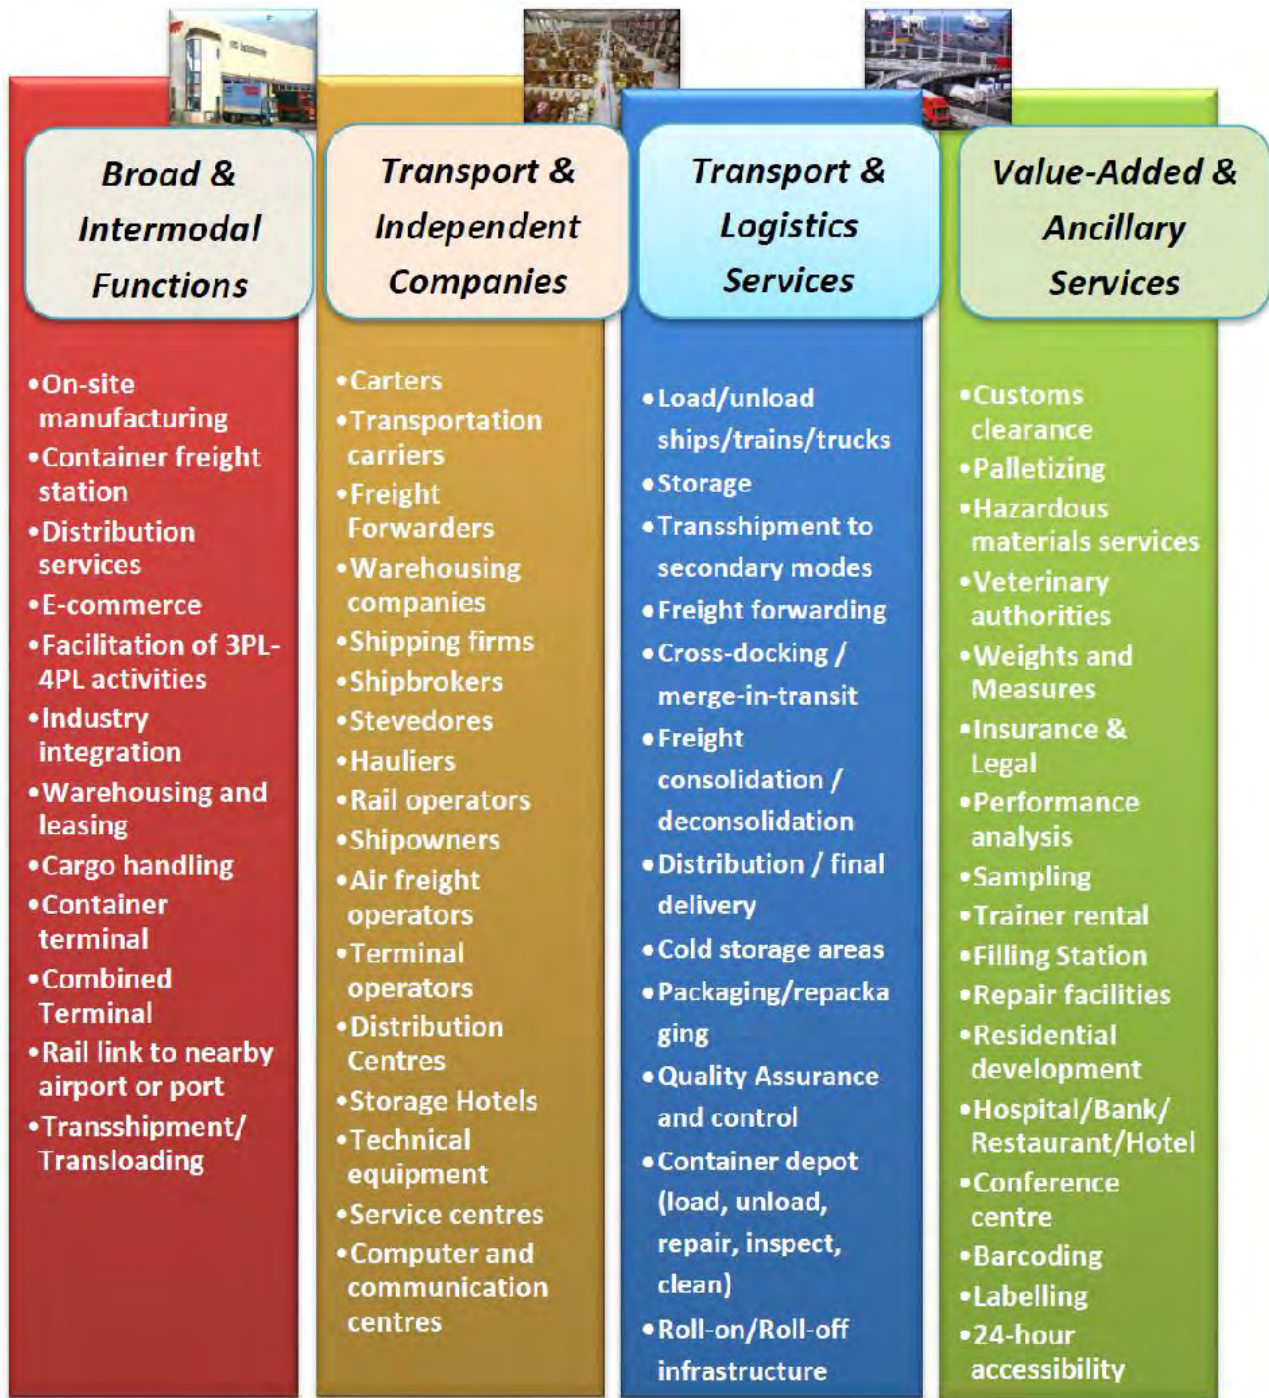 Broad &
Intermodal
Functions
•On-site
manufacturing
•Container freight
station
•Distribution
services
•E-commerce
•Facilitation of 3PL-
4PL activities
•Industry
integration
•Warehousing and
leasing
•Cargo handling
•Container
terminal
•Combined
Terminal
•Rail link to nearby
airport or port
•Transshipment/
Transloading
Transport &
Independent
Companies
•Carters
•Transportation
carriers
•Freight
Forwarders
•Warehousing
companies
•Shipping firms
•Shipbrokers
•Stevedores
•Hauliers
•Rail operators
•Shipowners
•Air freight
operators
•Terminal
operators
•Distribution
Centres
•Storage Hotels
•Technical
equipment
•Service centres
•Computer and
communication
centres
Transport &
Logistics
Services
•Load/unload
ships/trains/trucks
•Storage
•Transshipment to
secondary modes
•Freight forwarding
•Cross-docking /
merge-in-transit
•Freight
consolidation /
deconsolidation
•Distribution / final
delivery
•Cold storage areas
•Packaging/repacka
ging
•Quality Assurance
and control
•Container depot
(load, unload,
repair, inspect,
clean)
•Roll-on/Roll-off
infrastructure
Value-Added &
Ancillary
Services
•Customs
clearance
•Palletizing
•Hazardous
materials services
•Veterinary
authorities
•Weights and
Measures
•Insurance &
Legal
•Performance
analysis
•Sampling
•Trainer rental
•Filling Station
•Repair facilities
•Residential
development
•Hospital/Bank/
Restaurant/Hotel
•Conference
centre
•Barcoding
•Labelling
•24-hour
accessibility